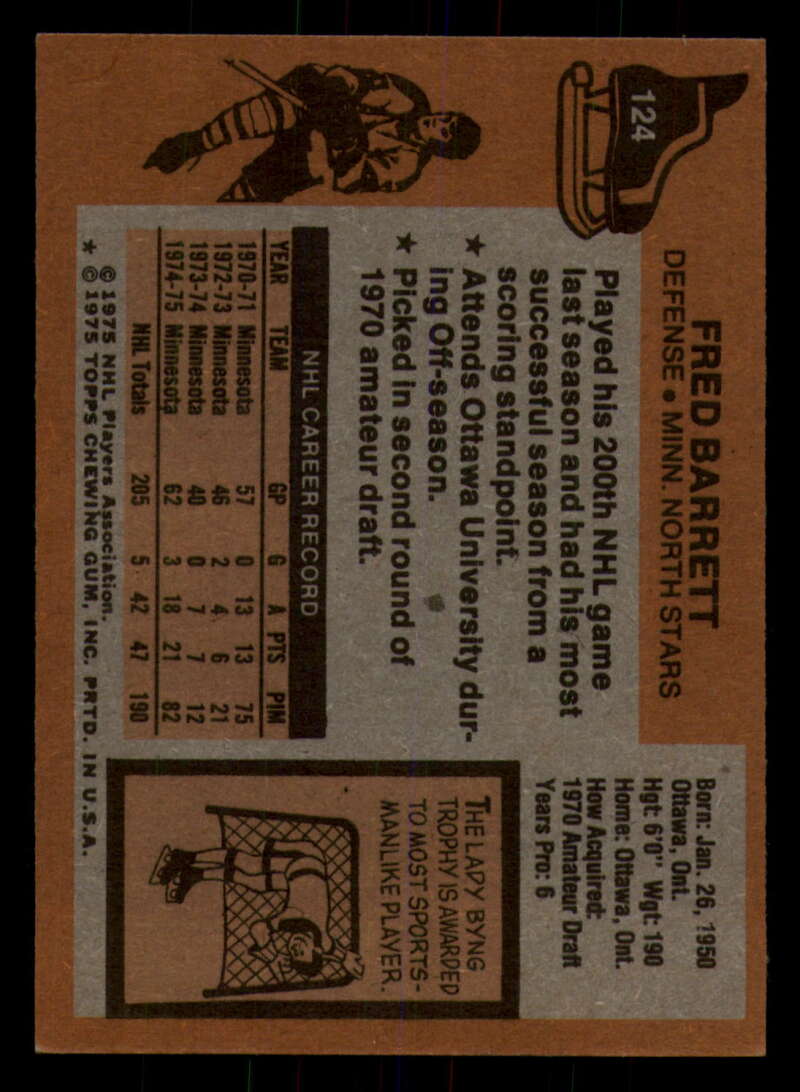 124
FRED BARRETT
DEFENSE • MINN. NORTH STARS
Played his 200th NHL game
last season and had his most
successful season from a
scoring standpoint.
★ Attends Ottawa University dur-
ing Off-season.
★ Picked in second round of
1970 amateur draft.
NHL CAREER RECORD
YEAR TEAM GP G A PTS PIM
1970-71 Minnesota 57 0 13 13 75
1972-73 Minnesota 46 2 4 6 21
1973-74 Minnesota 40 0 7 7 12
1974-75 Minnesota 62 3 18 21 82
NHL Totals 205 5 42 47 190
© 1975 NHL Players Association.
★ © 1975 TOPPS CHEWING GUM, INC. PRTD. IN U.S.A.
Born: Jan. 26, 1950
Ottawa, Ont.
Hgt: 6'0" Wgt: 190
Home: Ottawa, Ont.
How Acquired:
1970 Amateur Draft
Years Pro: 6
THE LADY BYNG
TROPHY IS AWARDED
TO MOST SPORTS-
MANLIKE PLAYER.